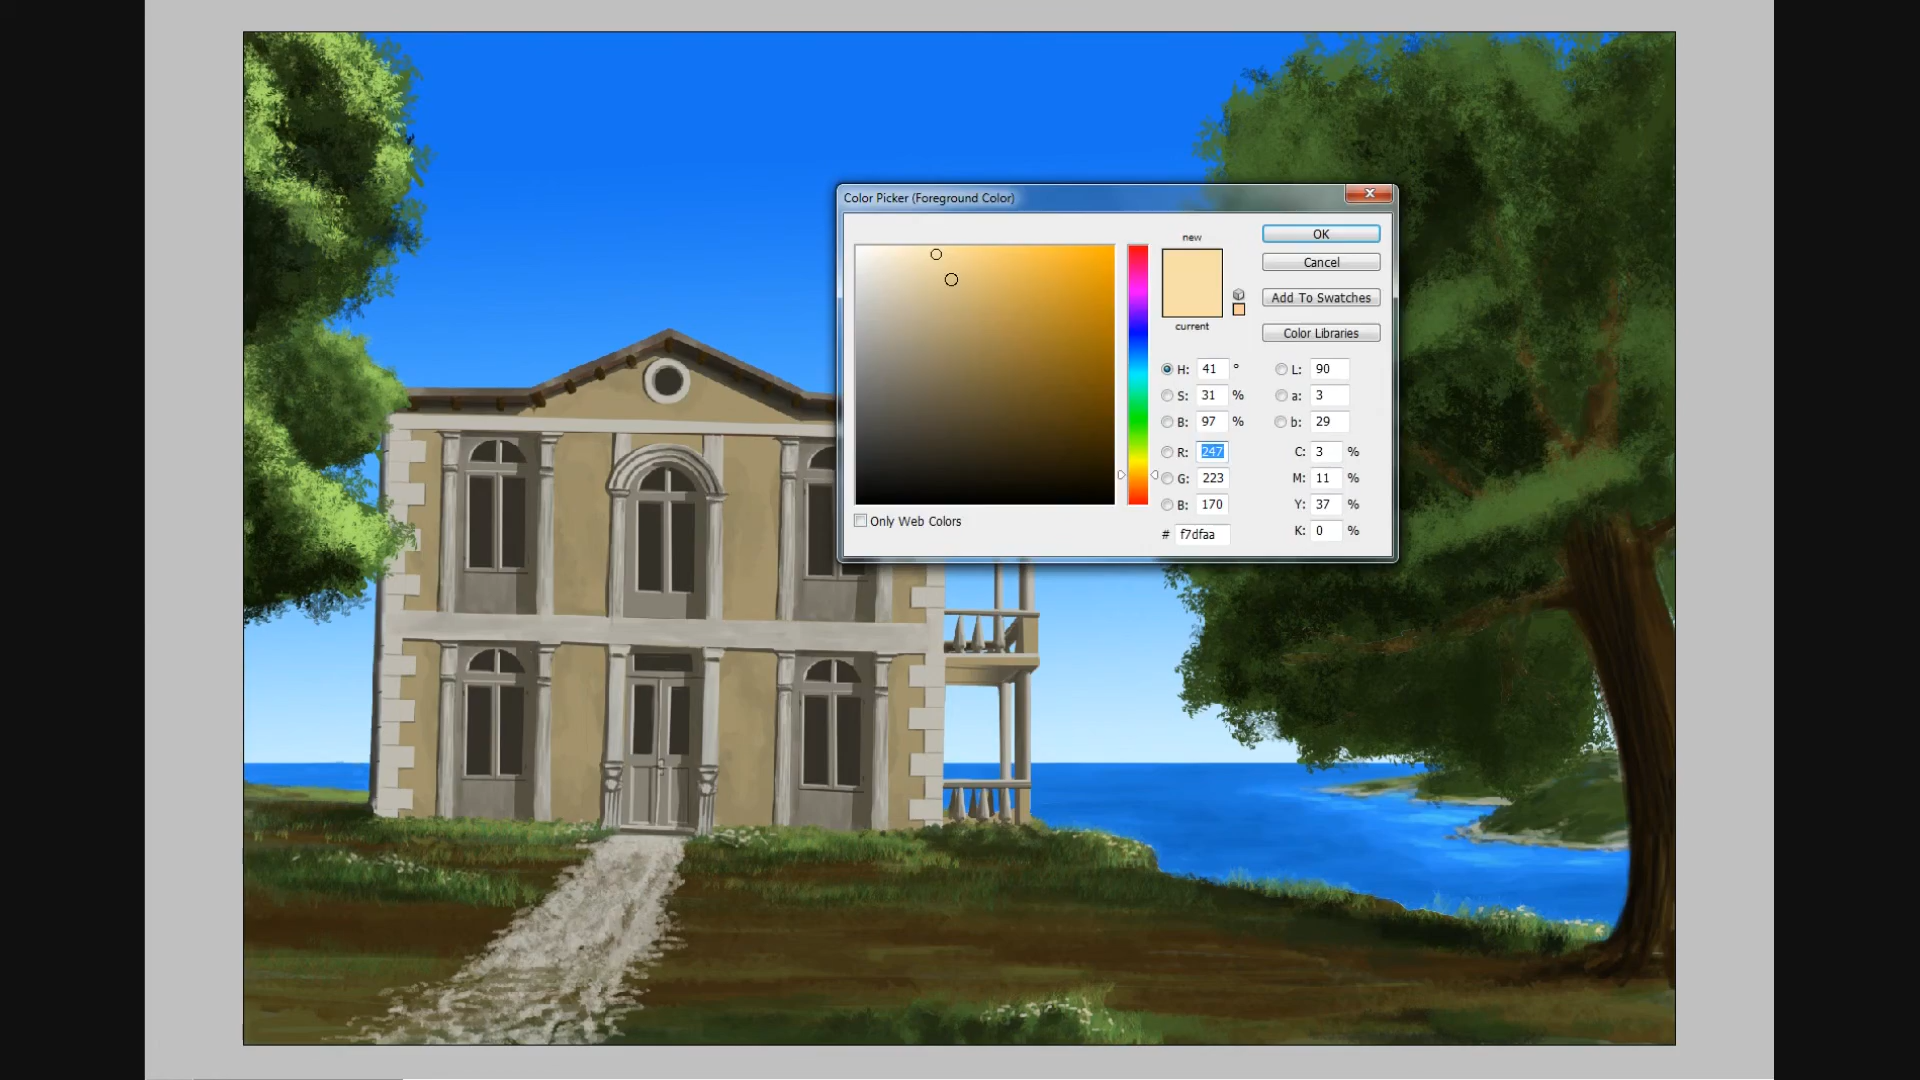 Color Picker (Foreground Color)
new
current
OK
Cancel
Add To Swatches
Color Libraries
H: 41 °
S: 31 %
B: 97 %
R: 247
G: 223
B: 170
# f7dfaa
L: 90
a: 3
b: 29
C: 3 %
M: 11 %
Y: 37 %
K: 0 %
Only Web Colors